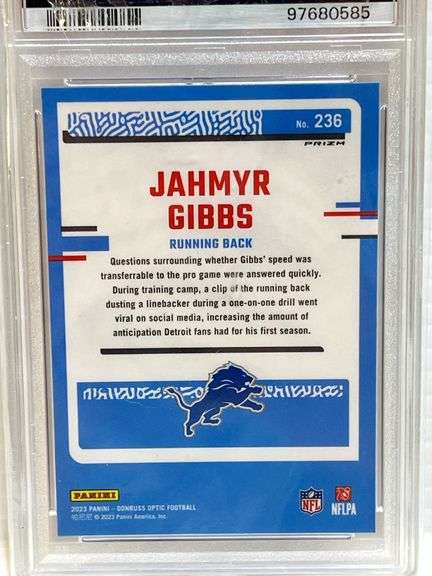 97680585
No. 236
PRIZM
JAHMYR
GIBBS
RUNNING BACK
Questions surrounding whether Gibbs' speed was
transferrable to the pro game were answered quickly.
During training camp, a clip of the running back
dusting a linebacker during a one-on-one drill went
viral on social media, increasing the amount of
anticipation Detroit fans had for his first season.
PANINI
2023 PANINI - DONRUSS OPTIC FOOTBALL
© 2023 Panini America, Inc.
NFL
NFLPA